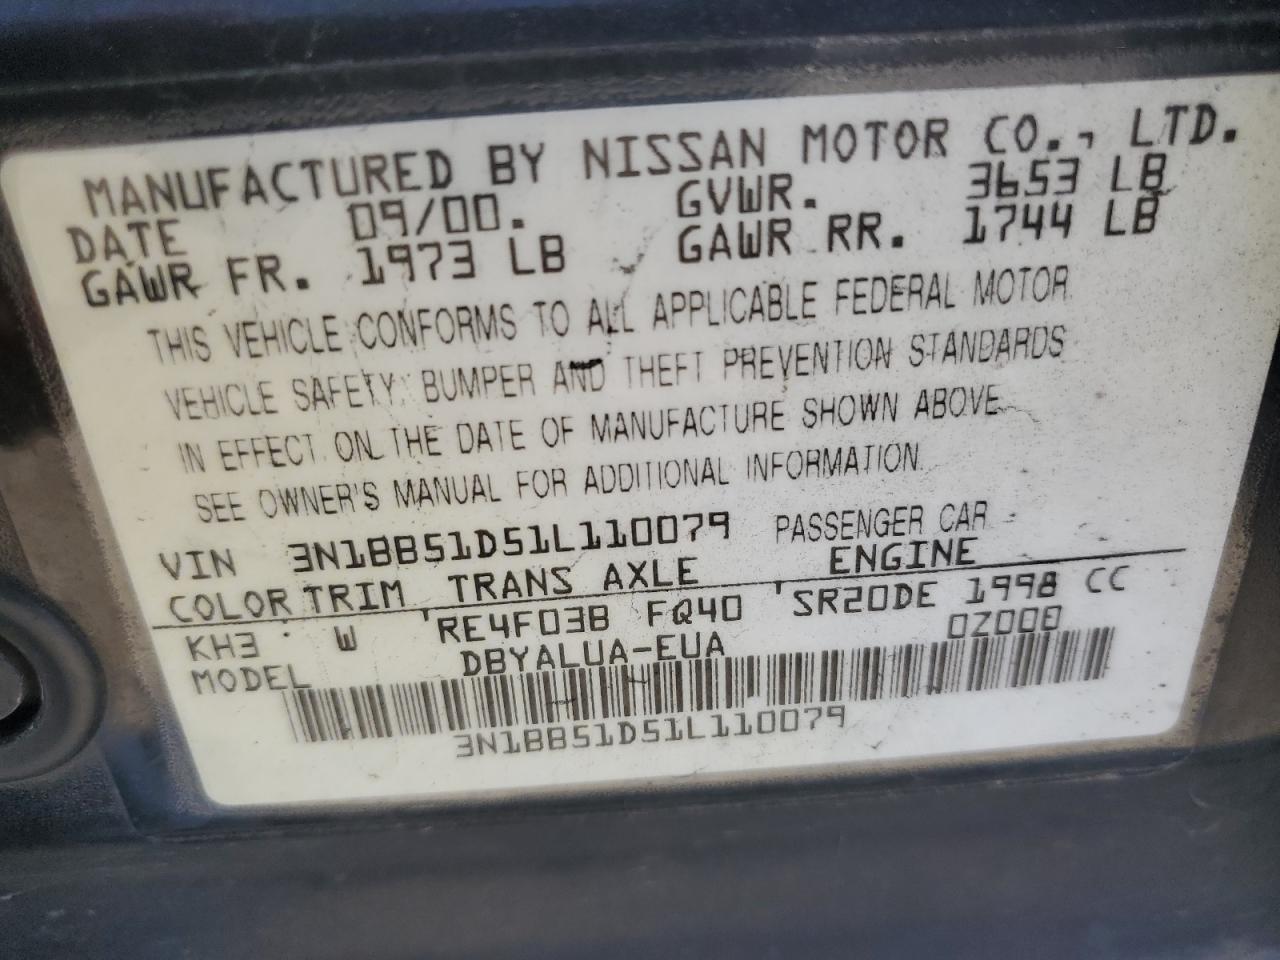 MANUFACTURED BY NISSAN MOTOR CO., LTD.
DATE 09/00. GVWR. 3653 LB
GAWR FR. 1973 LB GAWR RR. 1744 LB
THIS VEHICLE CONFORMS TO ALL APPLICABLE FEDERAL MOTOR
VEHICLE SAFETY, BUMPER AND THEFT PREVENTION STANDARDS
IN EFFECT ON THE DATE OF MANUFACTURE SHOWN ABOVE.
SEE OWNER'S MANUAL FOR ADDITIONAL INFORMATION.
VIN 3N1BB51D51L110079 PASSENGER CAR
COLOR TRIM TRANS AXLE ENGINE
KH3 W RE4F03B FQ40 SR20DE 1998 CC
MODEL DBYALUA-EUA 0Z000
3N1BB51D51L110079